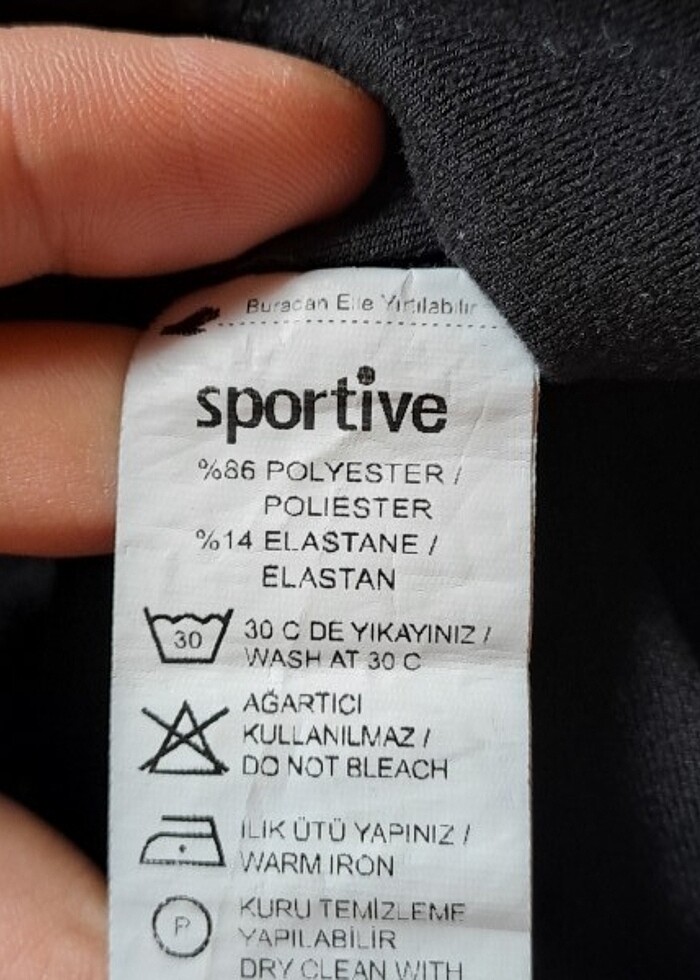 Buradan Elle Yırtılabilir
sportive
%86 POLYESTER /
POLIESTER
%14 ELASTANE /
ELASTAN
30
30 C DE YIKAYINIZ /
WASH AT 30 C
AĞARTICI
KULLANILMAZ /
DO NOT BLEACH
ILIK ÜTÜ YAPINIZ /
WARM IRON
P
KURU TEMİZLEME
YAPILABİLİR
DRY CLEAN WITH